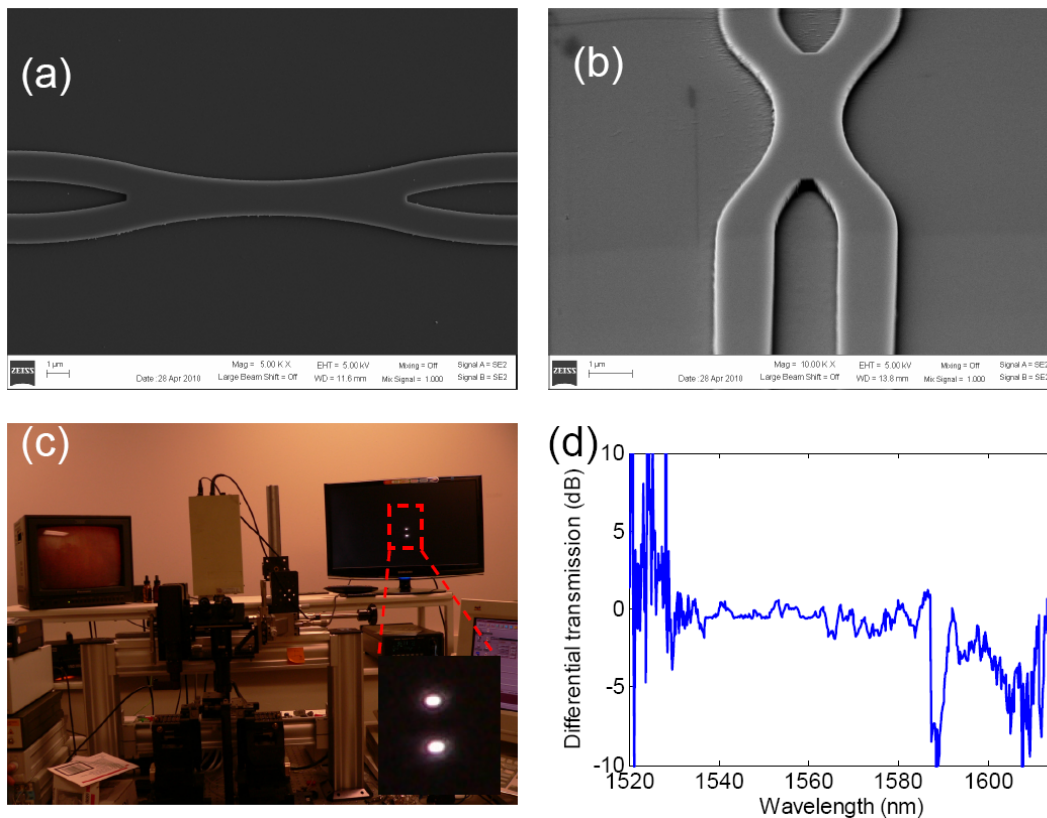 (a)
ZEISS
1 µm
Mag = 5.00 K X
EHT = 5.00 kV
Mixing = Off
Signal A = SE2
Date :28 Apr 2010
Large Beam Shift = Off
WD = 11.6 mm
Mix Signal = 1.000
Signal B = SE2
(b)
ZEISS
1 µm
Mag = 10.00 K X
EHT = 5.00 kV
Mixing = Off
Signal A = SE2
Date :28 Apr 2010
Large Beam Shift = Off
WD = 13.8 mm
Mix Signal = 1.000
Signal B = SE2
(c)
(d)
Differential transmission (dB)
10
5
0
-5
-10
1520
1540
1560
1580
1600
Wavelength (nm)